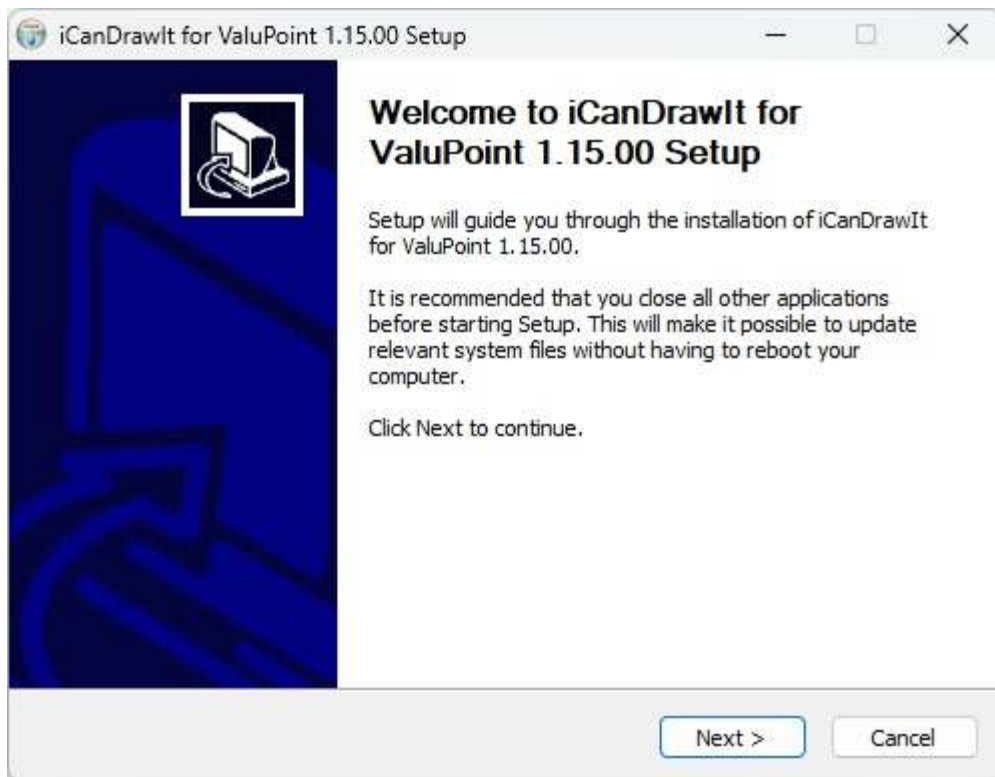 iCanDrawIt for ValuPoint 1.15.00 Setup
Welcome to iCanDrawIt for
ValuPoint 1.15.00 Setup
Setup will guide you through the installation of iCanDrawIt
for ValuPoint 1.15.00.
It is recommended that you close all other applications
before starting Setup. This will make it possible to update
relevant system files without having to reboot your
computer.
Click Next to continue.
Next >
Cancel